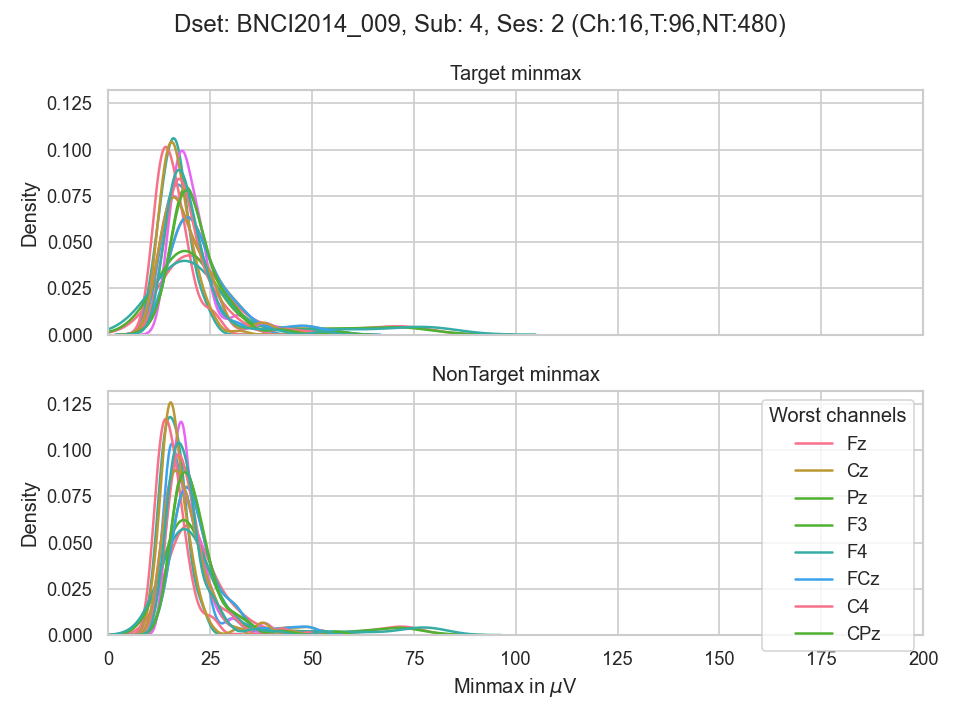 Dset: BNCI2014_009, Sub: 4, Ses: 2 (Ch:16,T:96,NT:480)
Target minmax
0.125
0.100
0.075
0.050
0.025
0.000
Density
NonTarget minmax
0.125
0.100
0.075
0.050
0.025
0.000
Density
Worst channels
Fz
Cz
Pz
F3
F4
FCz
C4
CPz
0 25 50 75 100 125 150 175 200
Minmax in μV